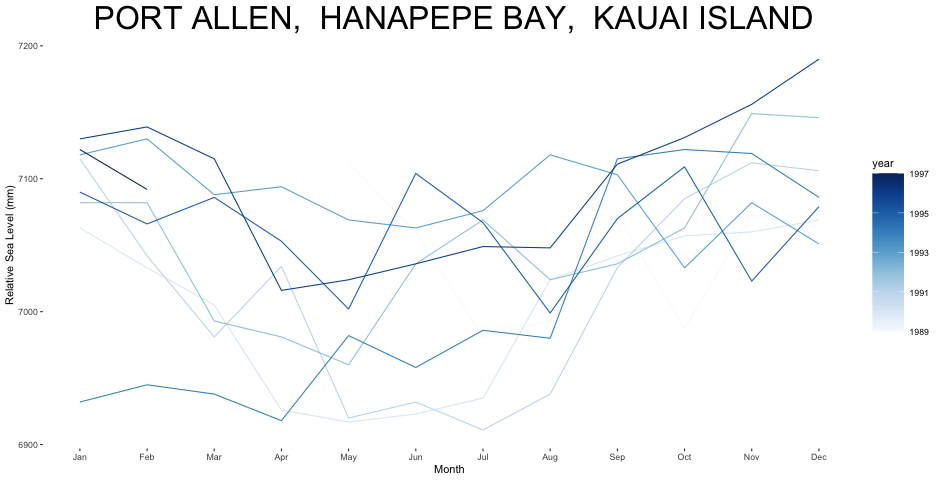 PORT ALLEN,  HANAPEPE BAY,  KAUAI ISLAND
7200
7100
7000
6900
Relative Sea Level (mm)
Jan Feb Mar Apr May Jun Jul Aug Sep Oct Nov Dec
Month
year
1997
1995
1993
1991
1989